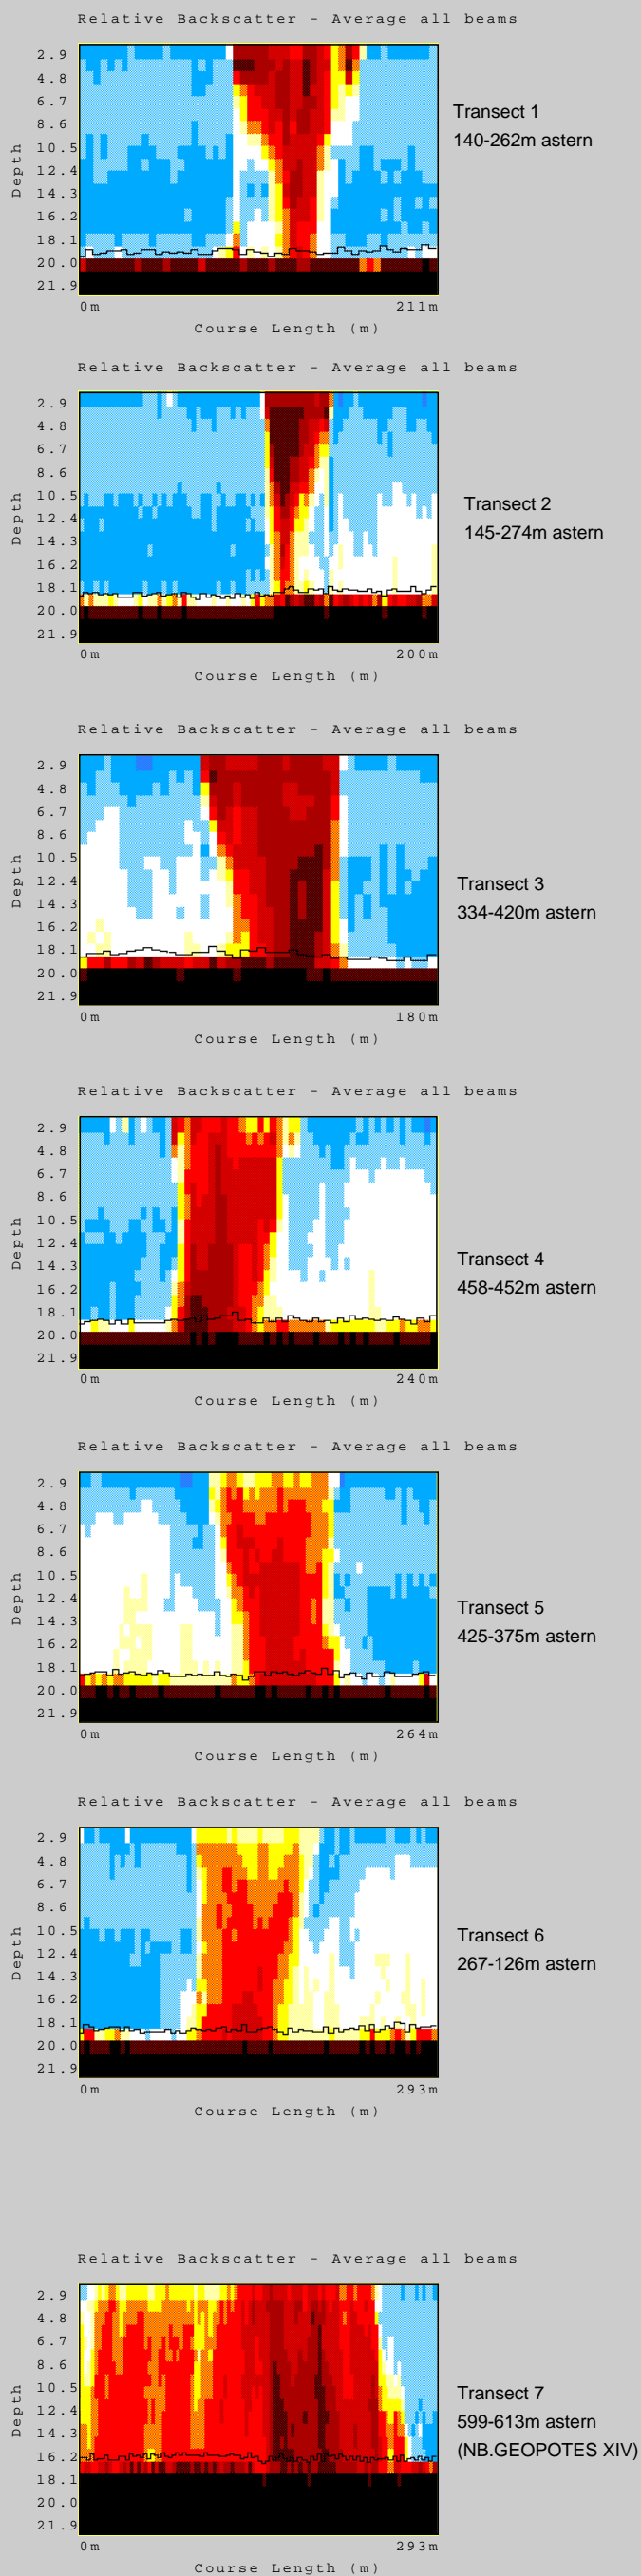 Relative Backscatter - Average all beams
2.9
4.8
6.7
8.6
10.5
12.4
14.3
16.2
18.1
20.0
21.9
Depth
0m 211m
Course Length (m)
Transect 1
140-262m astern
Relative Backscatter - Average all beams
2.9
4.8
6.7
8.6
10.5
12.4
14.3
16.2
18.1
20.0
21.9
Depth
0m 200m
Course Length (m)
Transect 2
145-274m astern
Relative Backscatter - Average all beams
2.9
4.8
6.7
8.6
10.5
12.4
14.3
16.2
18.1
20.0
21.9
Depth
0m 180m
Course Length (m)
Transect 3
334-420m astern
Relative Backscatter - Average all beams
2.9
4.8
6.7
8.6
10.5
12.4
14.3
16.2
18.1
20.0
21.9
Depth
0m 240m
Course Length (m)
Transect 4
458-452m astern
Relative Backscatter - Average all beams
2.9
4.8
6.7
8.6
10.5
12.4
14.3
16.2
18.1
20.0
21.9
Depth
0m 264m
Course Length (m)
Transect 5
425-375m astern
Relative Backscatter - Average all beams
2.9
4.8
6.7
8.6
10.5
12.4
14.3
16.2
18.1
20.0
21.9
Depth
0m 293m
Course Length (m)
Transect 6
267-126m astern
Relative Backscatter - Average all beams
2.9
4.8
6.7
8.6
10.5
12.4
14.3
16.2
18.1
20.0
21.9
Depth
0m 293m
Course Length (m)
Transect 7
599-613m astern
(NB.GEOPOTES XIV)